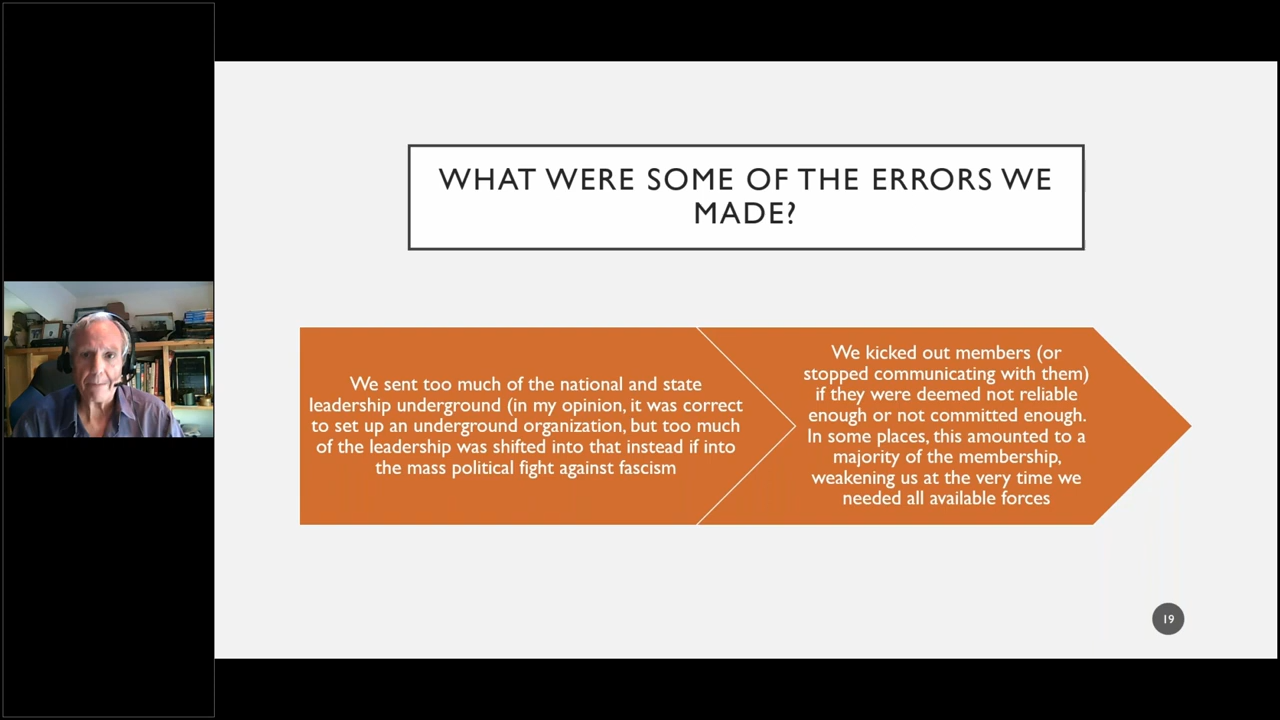 WHAT WERE SOME OF THE ERRORS WE
MADE?
We sent too much of the national and state
leadership underground (in my opinion, it was correct
to set up an underground organization, but too much
of the leadership was shifted into that instead if into
the mass political fight against fascism
We kicked out members (or
stopped communicating with them)
if they were deemed not reliable
enough or not committed enough.
In some places, this amounted to a
majority of the membership,
weakening us at the very time we
needed all available forces
19